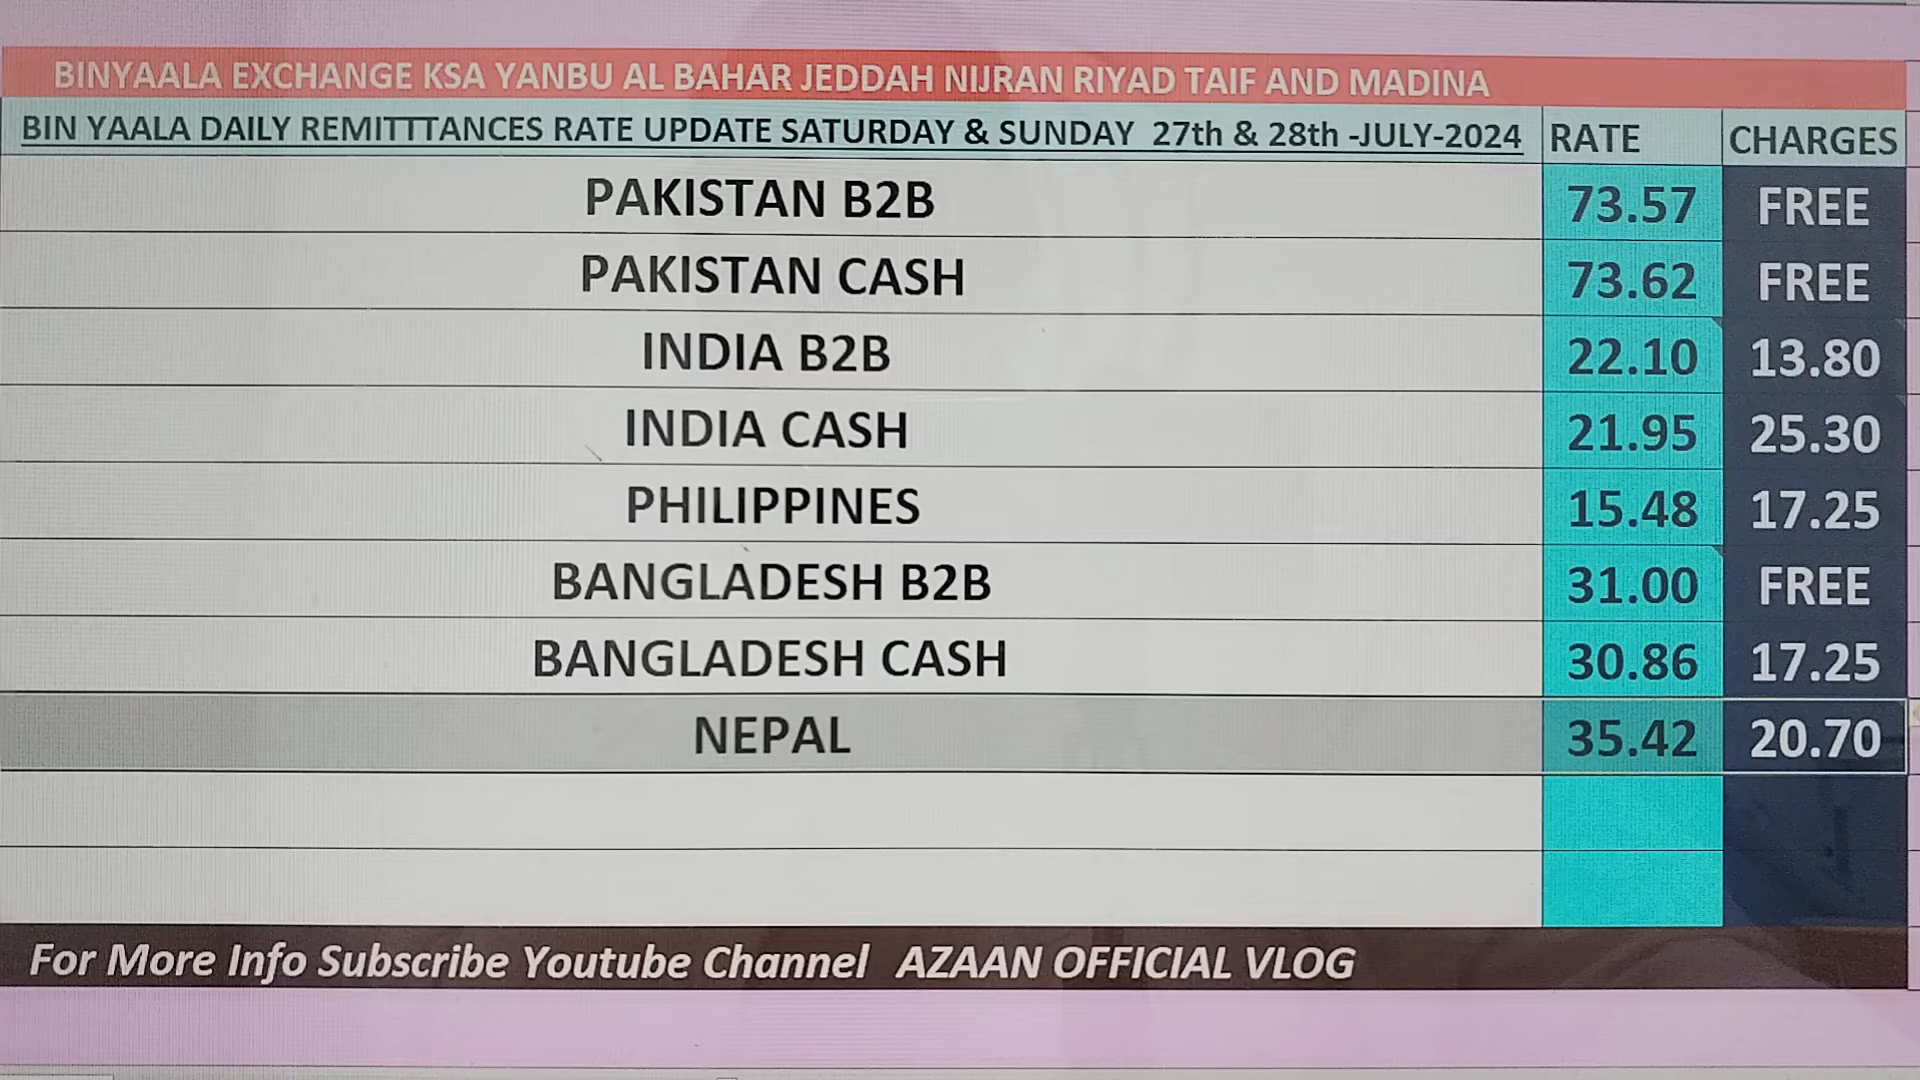 BINYAALA EXCHANGE KSA YANBU AL BAHAR JEDDAH NIJRAN RIYAD TAIF AND MADINA
BIN YAALA DAILY REMITTTANCES RATE UPDATE SATURDAY & SUNDAY 27th & 28th -JULY-2024 RATE CHARGES
PAKISTAN B2B 73.57 FREE
PAKISTAN CASH 73.62 FREE
INDIA B2B 22.10 13.80
INDIA CASH 21.95 25.30
PHILIPPINES 15.48 17.25
BANGLADESH B2B 31.00 FREE
BANGLADESH CASH 30.86 17.25
NEPAL 35.42 20.70
For More Info Subscribe Youtube Channel AZAAN OFFICIAL VLOG